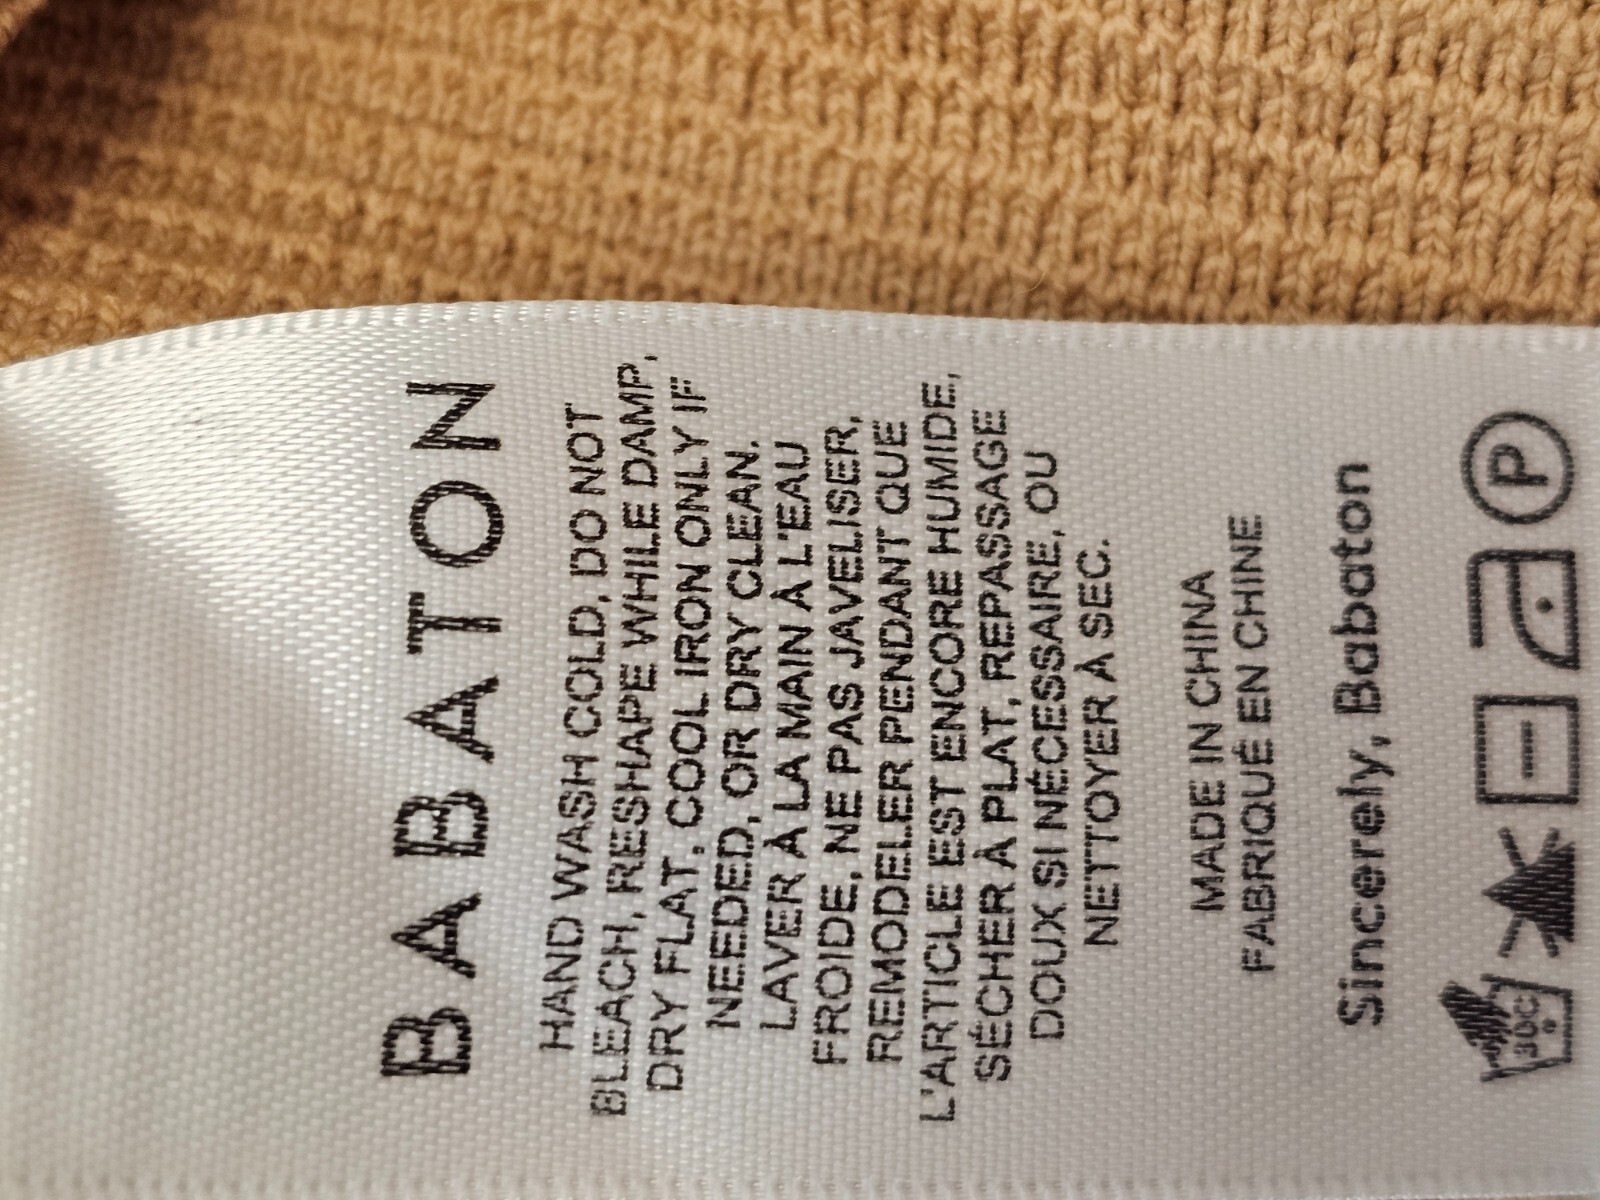 BABATON
HAND WASH COLD, DO NOT
BLEACH, RESHAPE WHILE DAMP,
DRY FLAT, COOL IRON ONLY IF
NEEDED, OR DRY CLEAN.
LAVER À LA MAIN À L'EAU
FROIDE, NE PAS JAVELISER,
REMODELER PENDANT QUE
L'ARTICLE EST ENCORE HUMIDE,
SÉCHER À PLAT, REPASSAGE
DOUX SI NÉCESSAIRE, OU
NETTOYER À SEC.
MADE IN CHINA
FABRIQUÉ EN CHINE
Sincerely, Babaton
30C P